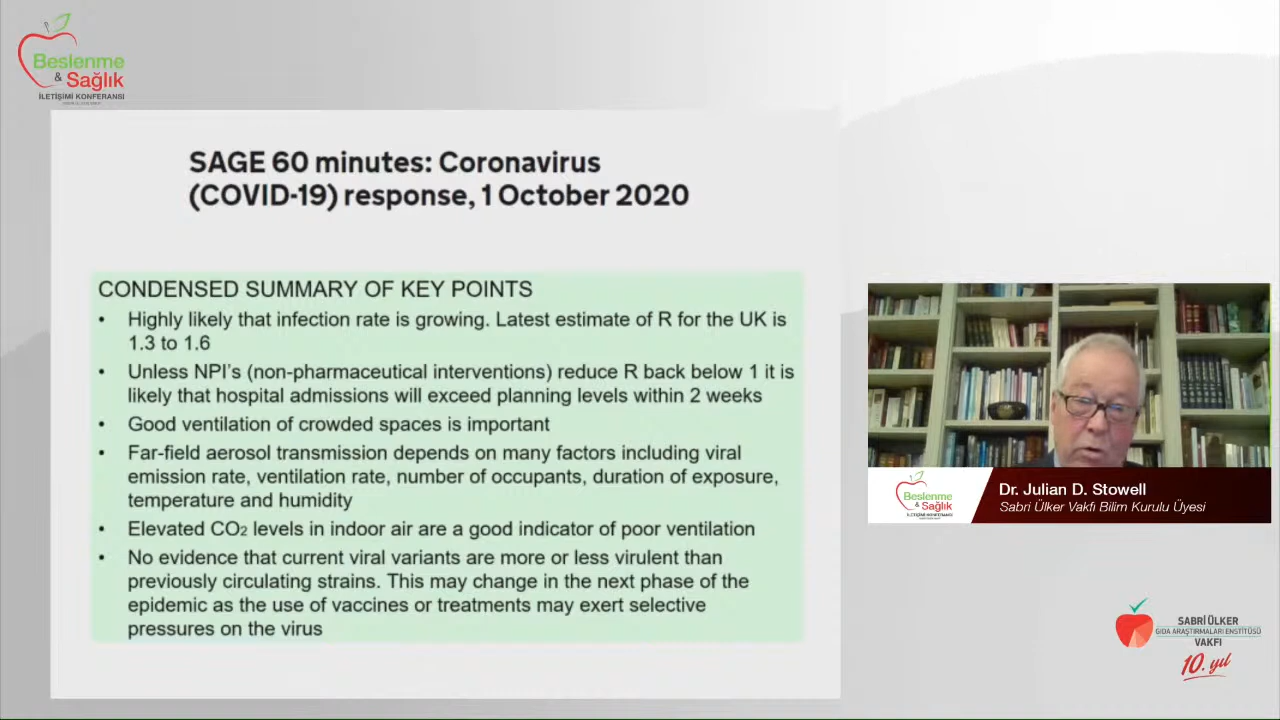 Beslenme
& Sağlık
İLETİŞİMİ KONFERANSI
SAGE 60 minutes: Coronavirus
(COVID-19) response, 1 October 2020
CONDENSED SUMMARY OF KEY POINTS
• Highly likely that infection rate is growing. Latest estimate of R for the UK is
1.3 to 1.6
• Unless NPI's (non-pharmaceutical interventions) reduce R back below 1 it is
likely that hospital admissions will exceed planning levels within 2 weeks
• Good ventilation of crowded spaces is important
• Far-field aerosol transmission depends on many factors including viral
emission rate, ventilation rate, number of occupants, duration of exposure,
temperature and humidity
• Elevated CO2 levels in indoor air are a good indicator of poor ventilation
• No evidence that current viral variants are more or less virulent than
previously circulating strains. This may change in the next phase of the
epidemic as the use of vaccines or treatments may exert selective
pressures on the virus
Beslenme
& Sağlık
İLETİŞİMİ KONFERANSI
Dr. Julian D. Stowell
Sabri Ülker Vakfı Bilim Kurulu Üyesi
SABRİ ÜLKER
GIDA ARAŞTIRMALARI ENSTİTÜSÜ
VAKFI
10. yıl